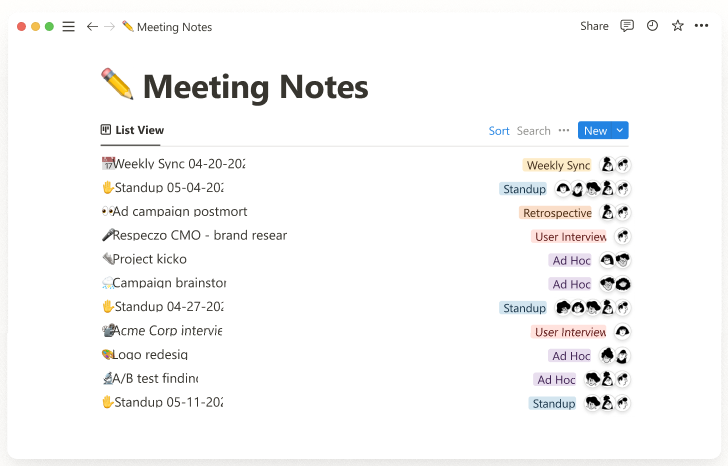 Meeting Notes
Share
Meeting Notes
List View
Sort Search
New
Weekly Sync 04-20-202 Weekly Sync
Standup 05-04-202 Standup
Ad campaign postmort Retrospective
Respeczo CMO - brand resear User Interview
Project kicko Ad Hoc
Campaign brainstor Ad Hoc
Standup 04-27-202 Standup
Acme Corp intervie User Interview
Logo redesig Ad Hoc
A/B test finding Ad Hoc
Standup 05-11-202 Standup